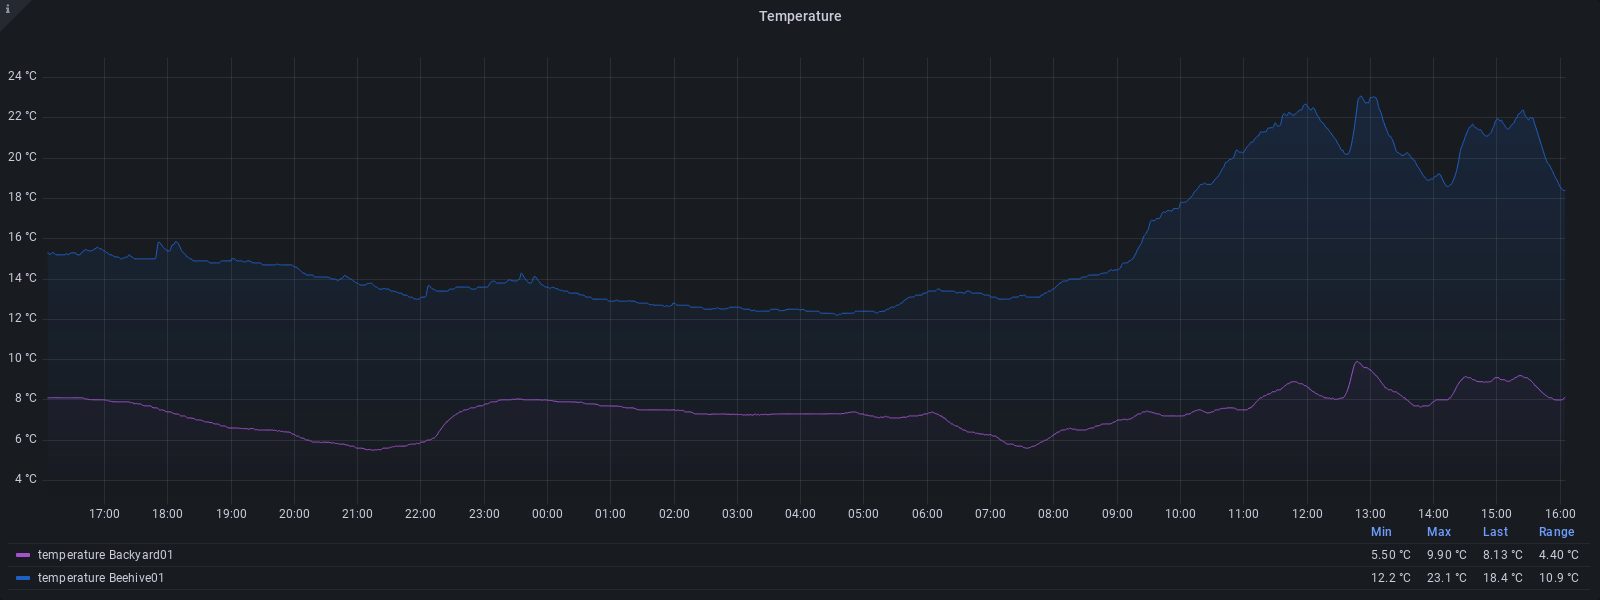 i
Temperature
24 °C
22 °C
20 °C
18 °C
16 °C
14 °C
12 °C
10 °C
8 °C
6 °C
4 °C
17:00 18:00 19:00 20:00 21:00 22:00 23:00 00:00 01:00 02:00 03:00 04:00 05:00 06:00 07:00 08:00 09:00 10:00 11:00 12:00 13:00 14:00 15:00 16:00
Min Max Last Range
temperature Backyard01 5.50 °C 9.90 °C 8.13 °C 4.40 °C
temperature Beehive01 12.2 °C 23.1 °C 18.4 °C 10.9 °C